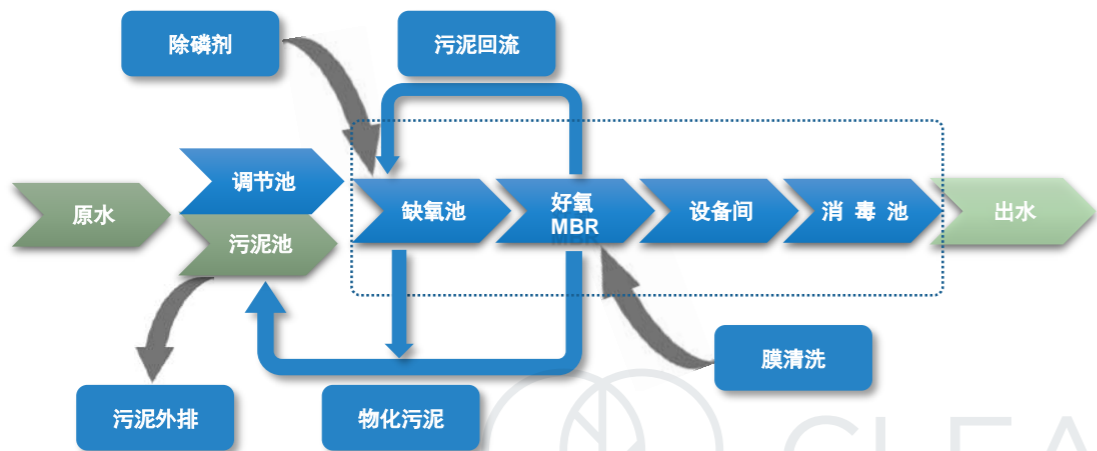 除磷剂
污泥回流
调节池
原水
污泥池
缺氧池
好氧
MBR
设备间
消 毒 池
出水
膜清洗
污泥外排
物化污泥
CLEA